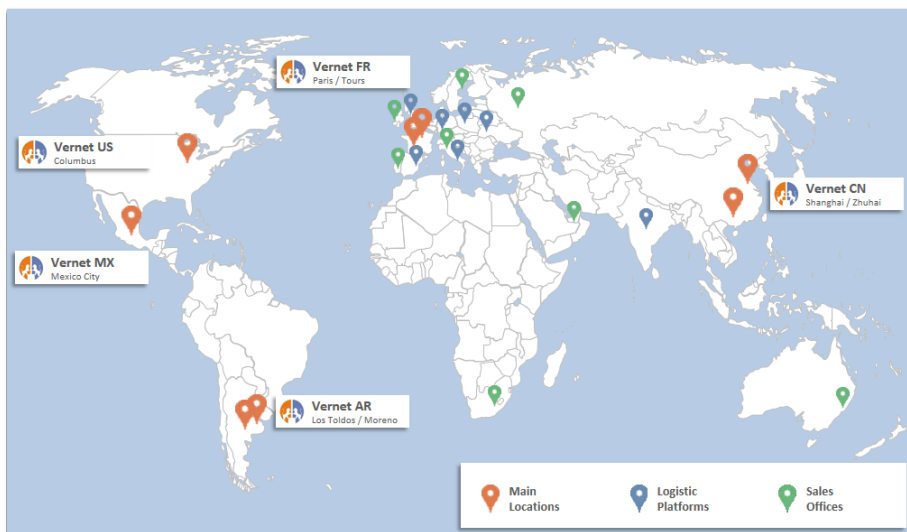 Vernet FR
Paris / Tours
Vernet US
Columbus
Vernet CN
Shanghai / Zhuhai
Vernet MX
Mexico City
Vernet AR
Los Toldos / Moreno
Main
Locations
Logistic
Platforms
Sales
Offices